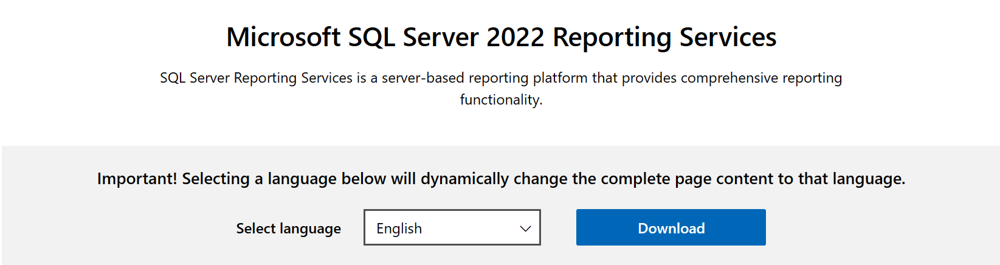 Microsoft SQL Server 2022 Reporting Services
SQL Server Reporting Services is a server-based reporting platform that provides comprehensive reporting
functionality.
Important! Selecting a language below will dynamically change the complete page content to that language.
Select language
English
Download